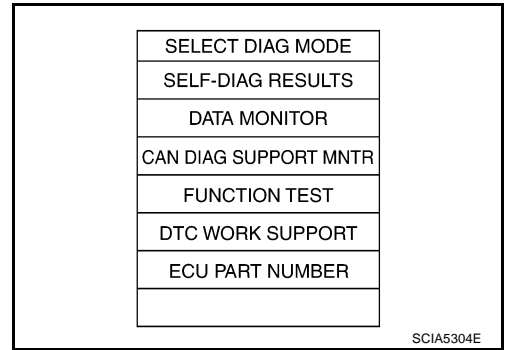 SELECT DIAG MODE
SELF-DIAG RESULTS
DATA MONITOR
CAN DIAG SUPPORT MNTR
FUNCTION TEST
DTC WORK SUPPORT
ECU PART NUMBER
SCIA5304E